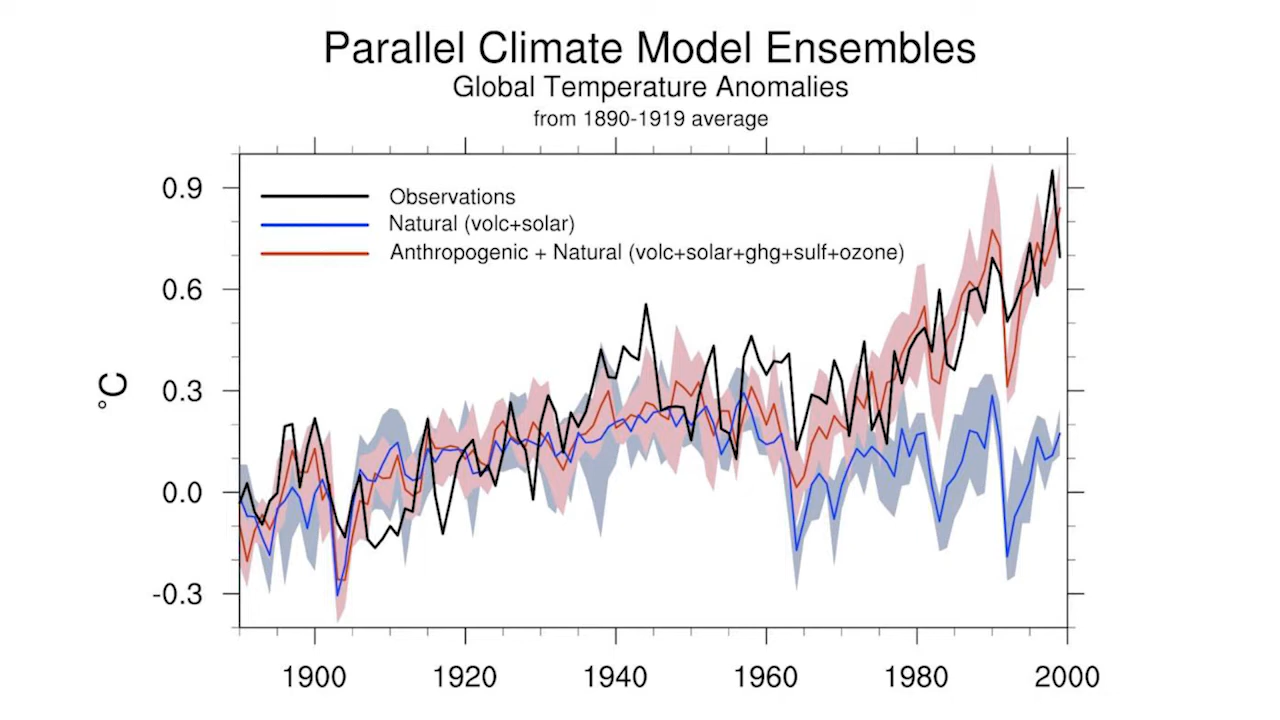 Parallel Climate Model Ensembles
Global Temperature Anomalies
from 1890-1919 average
Observations
Natural (volc+solar)
Anthropogenic + Natural (volc+solar+ghg+sulf+ozone)
°C
0.9
0.6
0.3
0.0
-0.3
1900 1920 1940 1960 1980 2000